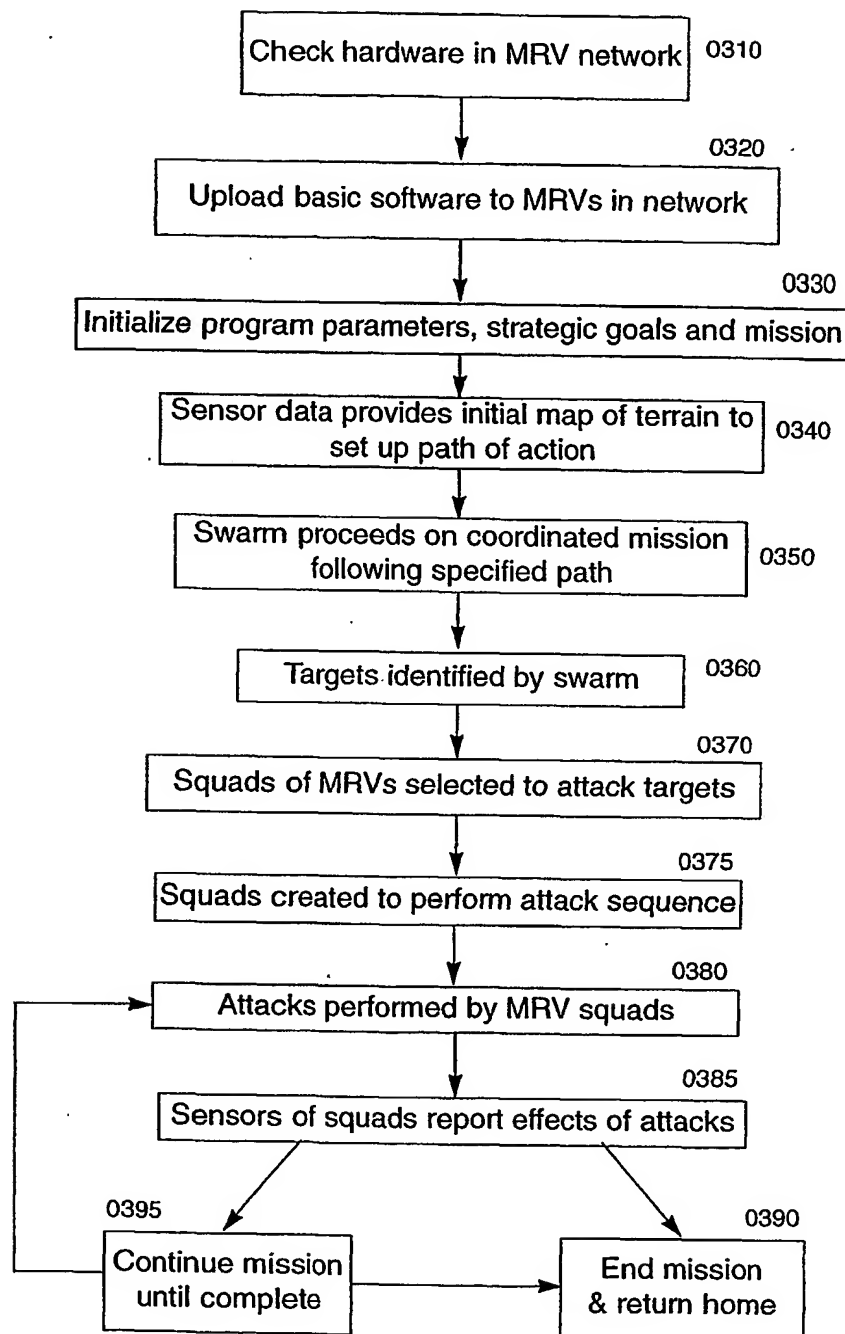 Check hardware in MRV network
0310
0320
Upload basic software to MRVs in network
0330
Initialize program parameters, strategic goals and mission
Sensor data provides initial map of terrain to
set up path of action
0340
Swarm proceeds on coordinated mission
following specified path
0350
Targets identified by swarm
0360
0370
Squads of MRVs selected to attack targets
0375
Squads created to perform attack sequence
0380
Attacks performed by MRV squads
0385
Sensors of squads report effects of attacks
0395
Continue mission
until complete
0390
End mission
& return home